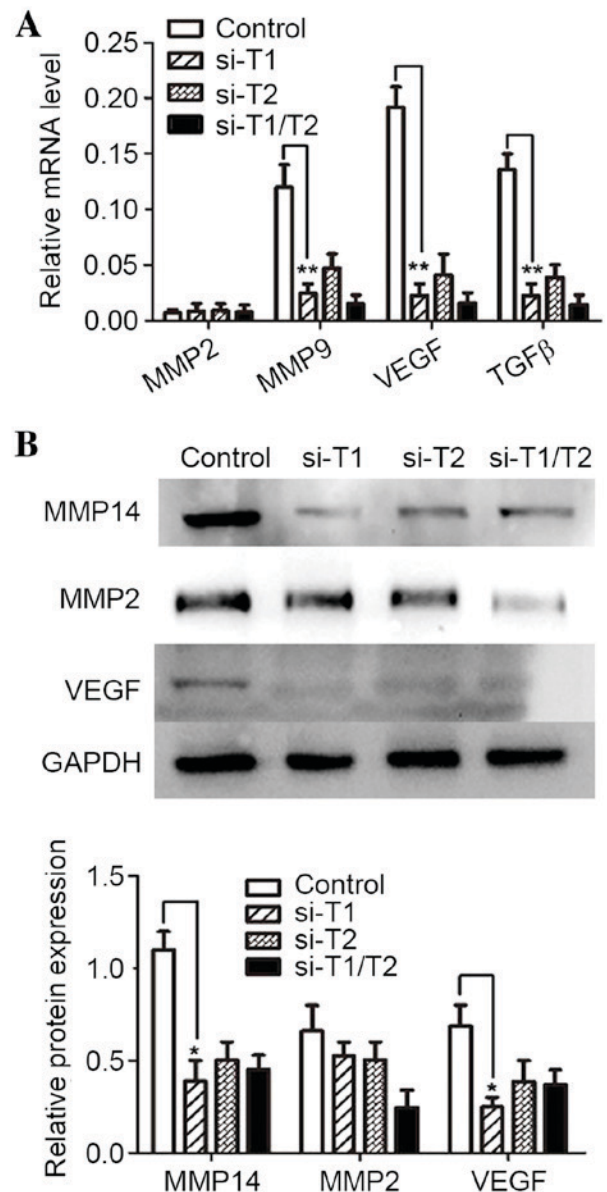 A
Control
si-T1
si-T2
si-T1/T2
Relative mRNA level
0.25
0.20
0.15
0.10
0.05
0.00
** ** **
MMP2 MMP9 VEGF TGFβ
B
Control si-T1 si-T2 si-T1/T2
MMP14
MMP2
VEGF
GAPDH
Relative protein expression
1.5
1.0
0.5
0.0
Control
si-T1
si-T2
si-T1/T2
* *
MMP14 MMP2 VEGF